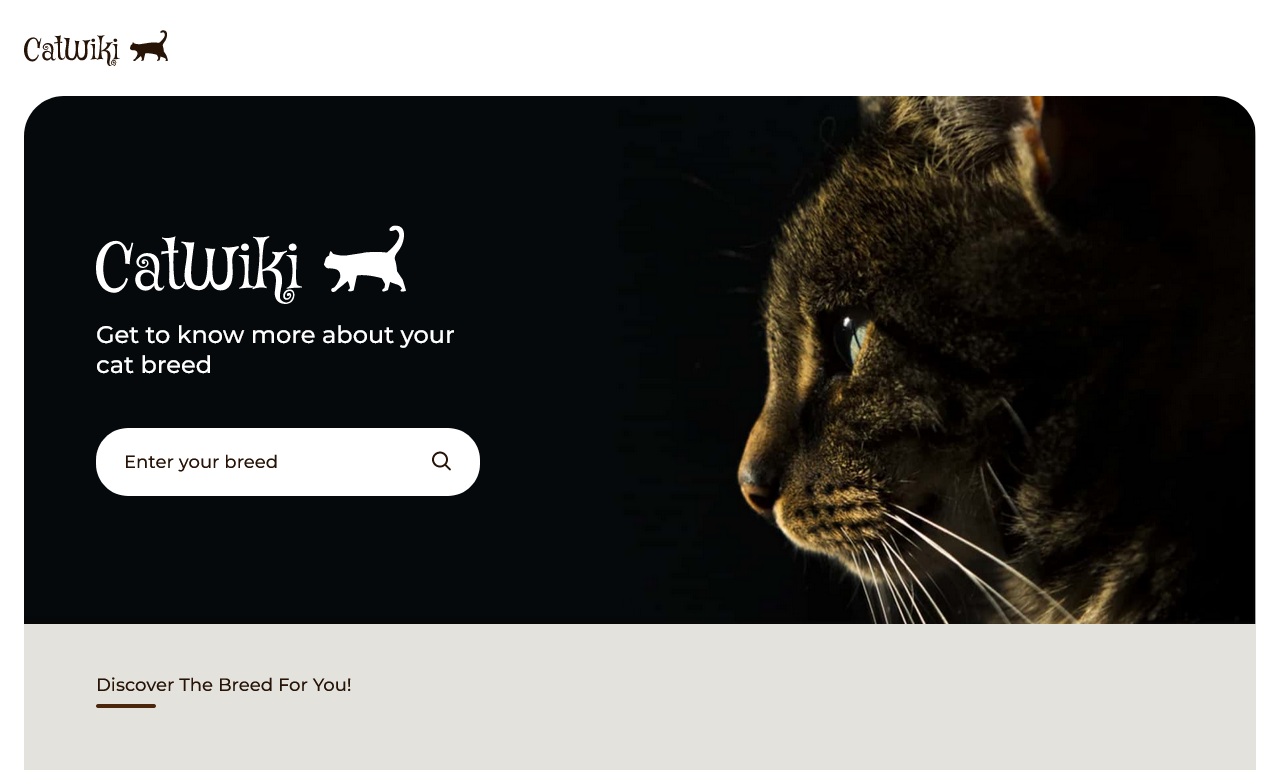 CatWiki
CatWiki
Get to know more about your
cat breed
Enter your breed
Discover The Breed For You!